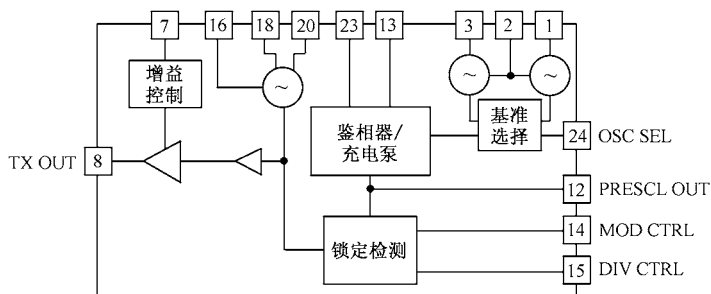 7 16 18 20 23 13 3 2 1
增益
控制
~ ~ ~
鉴相器/
充电泵
基准
选择
24 OSC SEL
TX OUT 8
12 PRESCL OUT
14 MOD CTRL
锁定检测
15 DIV CTRL